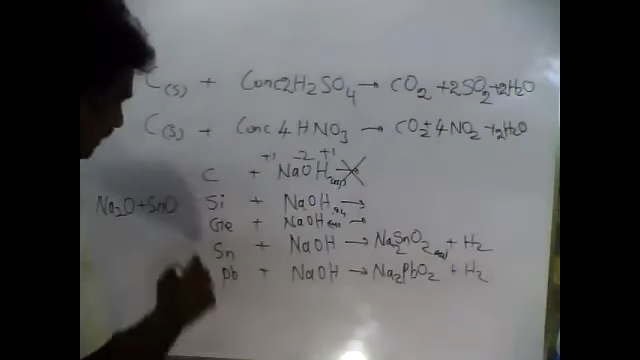 C(s) + Conc2H2SO4 → CO2 + 2SO2 + 2H2O
C(s) + Conc 4HNO3 → CO2 + 4NO2 + 2H2O
+1 -2 +1
C + NaOH(aq)
Na2O + SnO
Si + NaOH(aq) →
Ge + NaOH(aq) →
Sn + NaOH → Na2SnO2(aq) + H2
Pb + NaOH → Na2PbO2 + H2